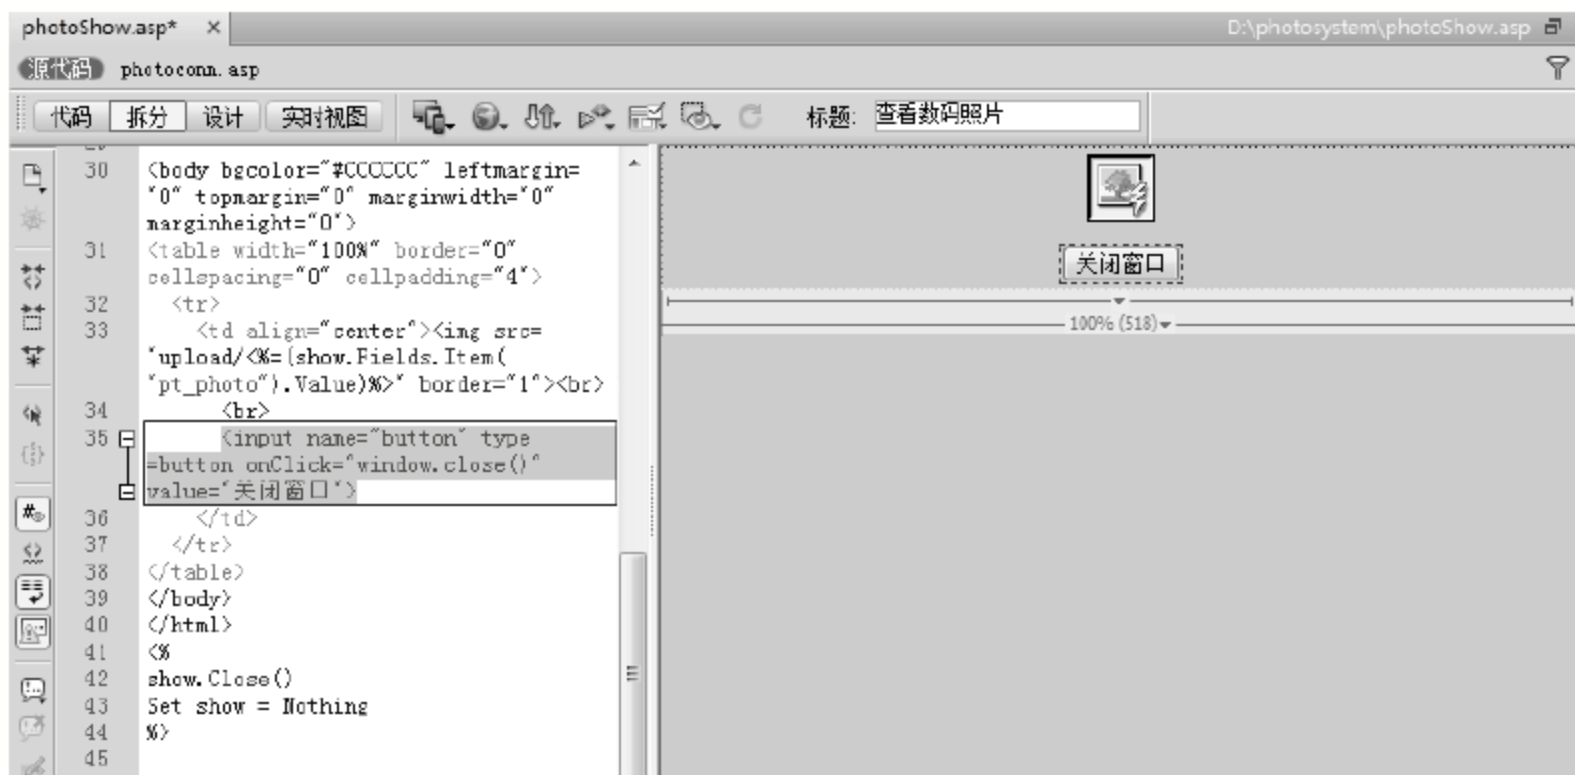 photoShow.asp* ×
D:\photosystem\photoShow.asp
源代码 photoconn.asp
代码 拆分 设计 实时视图 标题: 查看数码照片
30 <body bgcolor="#CCCCCC" leftmargin=
"0" topmargin="0" marginwidth="0"
marginheight="0">
31 <table width="100%" border="0"
cellspacing="0" cellpadding="4">
32 <tr>
33 <td align="center"><img src=
"upload/<%=(show.Fields.Item(
"pt_photo").Value)%>" border="1"><br>
34 <br>
35 <input name="button" type
=button onClick="window.close()"
value="关闭窗口">
36 </td>
37 </tr>
38 </table>
39 </body>
40 </html>
41 <%
42 show.Close()
43 Set show = Nothing
44 %>
45
关闭窗口
100% (518)